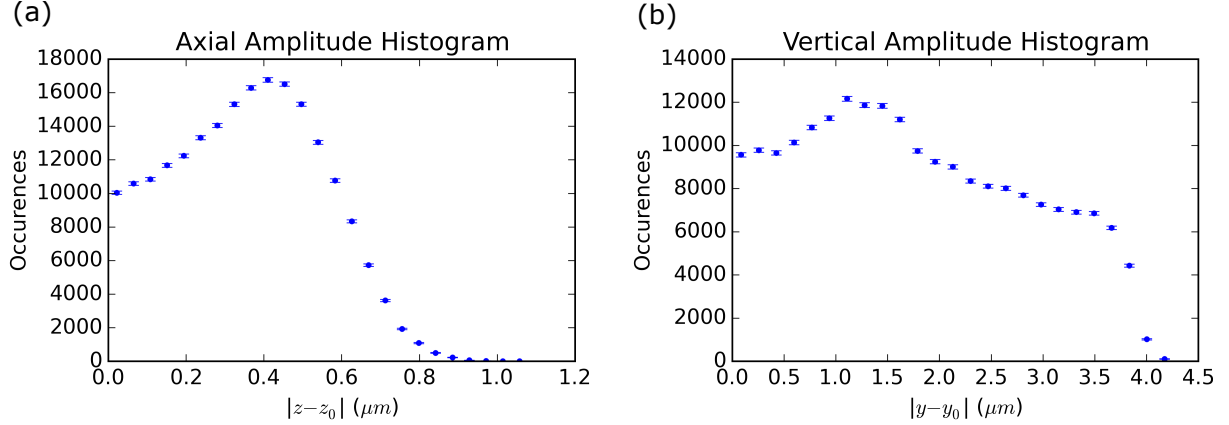 (a)
Axial Amplitude Histogram
18000
16000
14000
12000
10000
8000
6000
4000
2000
0
Occurences
0.0 0.2 0.4 0.6 0.8 1.0 1.2
|z−z₀| (μm)
(b)
Vertical Amplitude Histogram
14000
12000
10000
8000
6000
4000
2000
0
Occurences
0.0 0.5 1.0 1.5 2.0 2.5 3.0 3.5 4.0 4.5
|y−y₀| (μm)